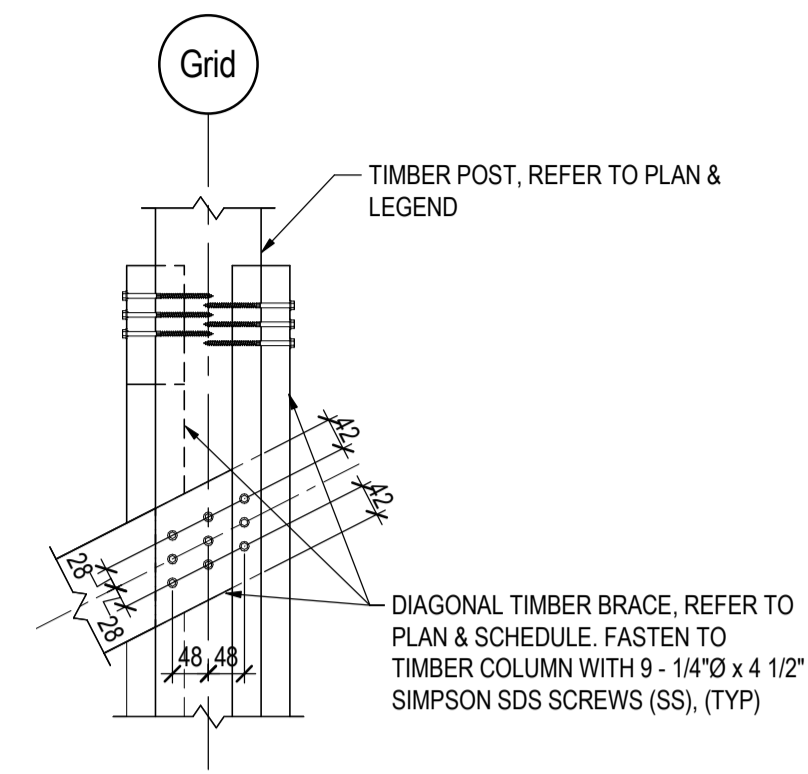 Grid
TIMBER POST, REFER TO PLAN &
LEGEND
42
42
28
28
48 48
DIAGONAL TIMBER BRACE, REFER TO
PLAN & SCHEDULE. FASTEN TO
TIMBER COLUMN WITH 9 - 1/4"Ø x 4 1/2"
SIMPSON SDS SCREWS (SS), (TYP)